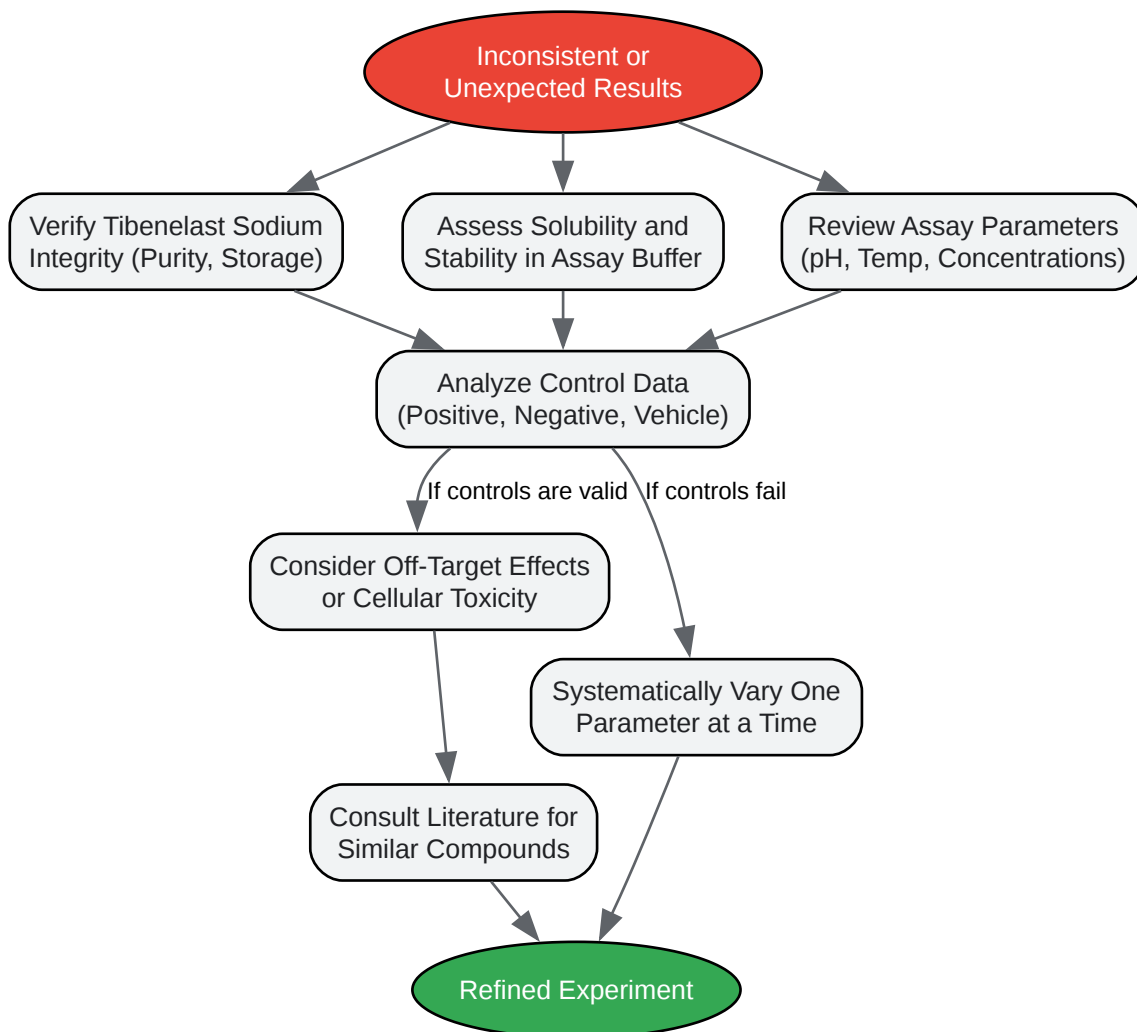 Inconsistent or
Unexpected Results
Verify Tibenelast Sodium
Integrity (Purity, Storage)
Assess Solubility and
Stability in Assay Buffer
Review Assay Parameters
(pH, Temp, Concentrations)
Analyze Control Data
(Positive, Negative, Vehicle)
If controls are valid
If controls fail
Consider Off-Target Effects
or Cellular Toxicity
Systematically Vary One
Parameter at a Time
Consult Literature for
Similar Compounds
Refined Experiment